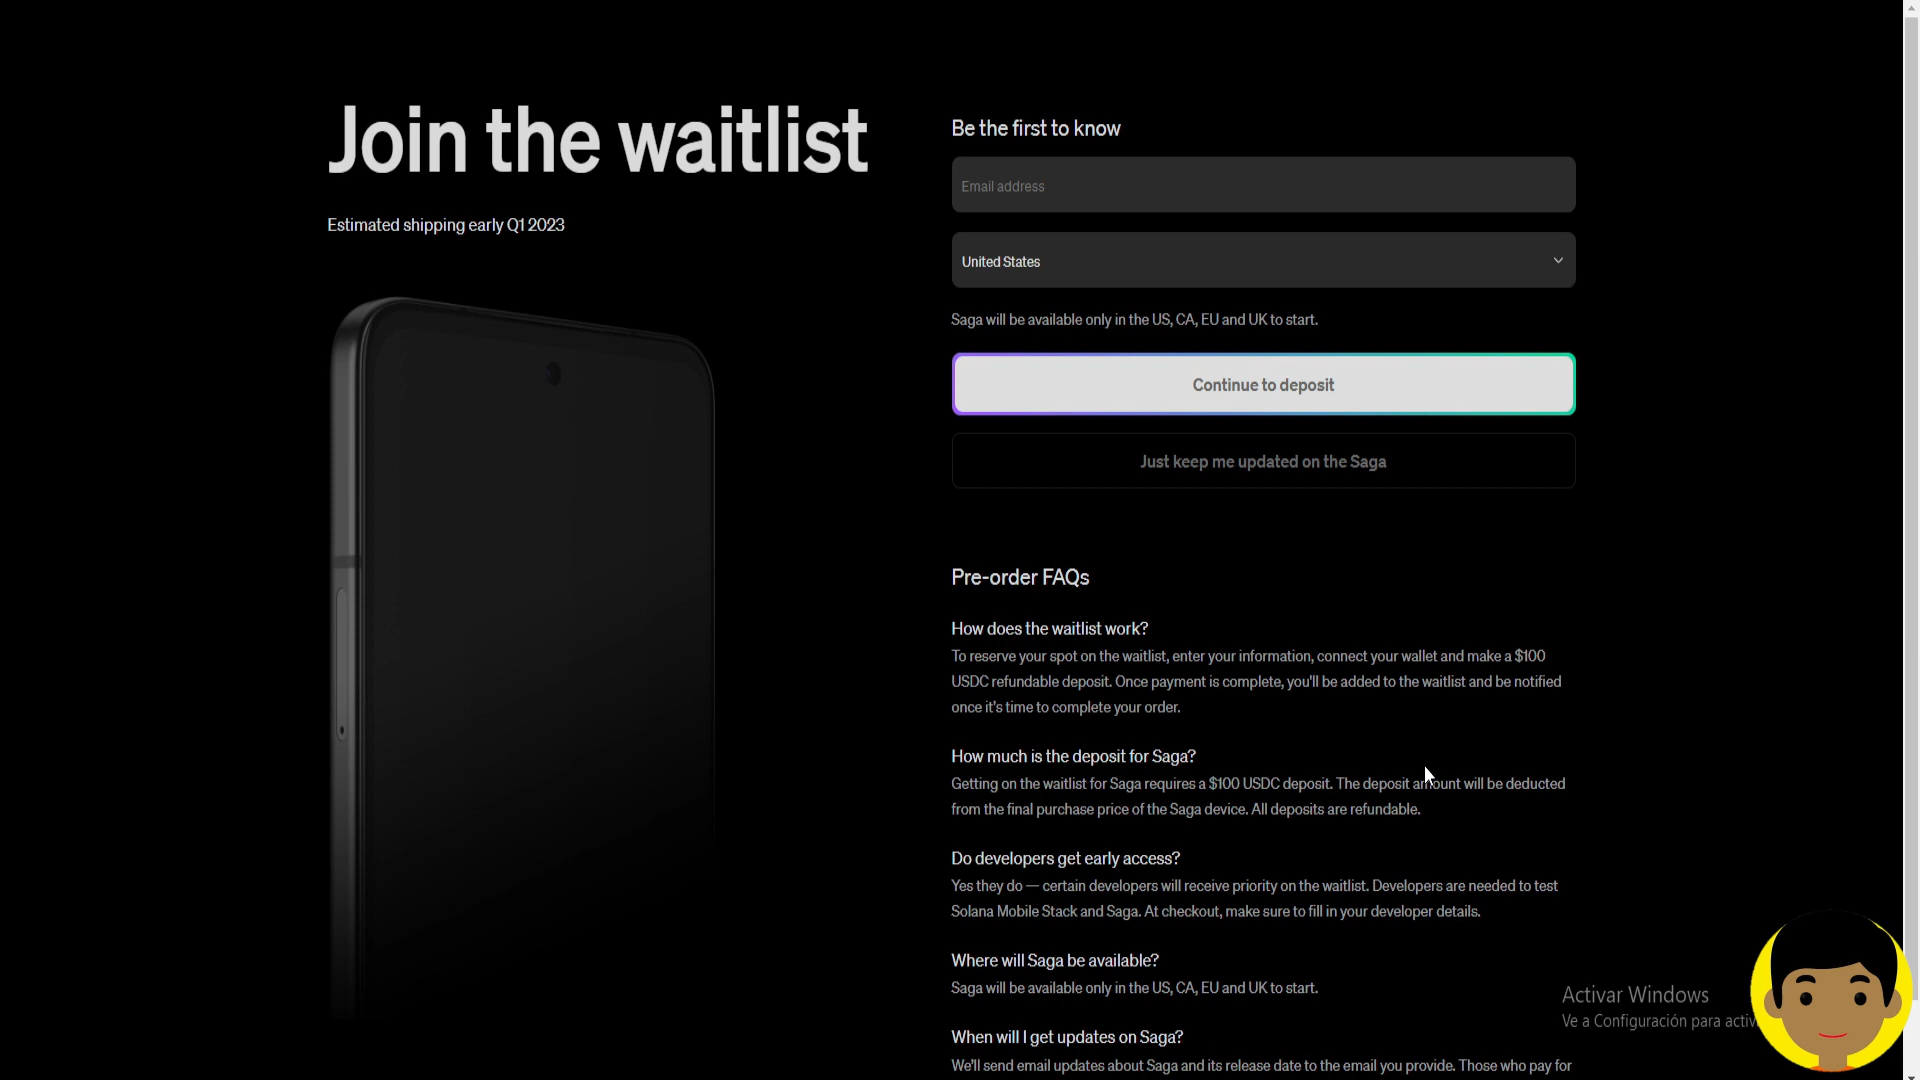 Join the waitlist
Estimated shipping early Q1 2023
Be the first to know
Email address
United States
Saga will be available only in the US, CA, EU and UK to start.
Continue to deposit
Just keep me updated on the Saga
Pre-order FAQs
How does the waitlist work?
To reserve your spot on the waitlist, enter your information, connect your wallet and make a $100
USDC refundable deposit. Once payment is complete, you'll be added to the waitlist and be notified
once it's time to complete your order.
How much is the deposit for Saga?
Getting on the waitlist for Saga requires a $100 USDC deposit. The deposit amount will be deducted
from the final purchase price of the Saga device. All deposits are refundable.
Do developers get early access?
Yes they do — certain developers will receive priority on the waitlist. Developers are needed to test
Solana Mobile Stack and Saga. At checkout, make sure to fill in your developer details.
Where will Saga be available?
Saga will be available only in the US, CA, EU and UK to start.
When will I get updates on Saga?
We'll send email updates about Saga and its release date to the email you provide. Those who pay for
Activar Windows
Ve a Configuración para